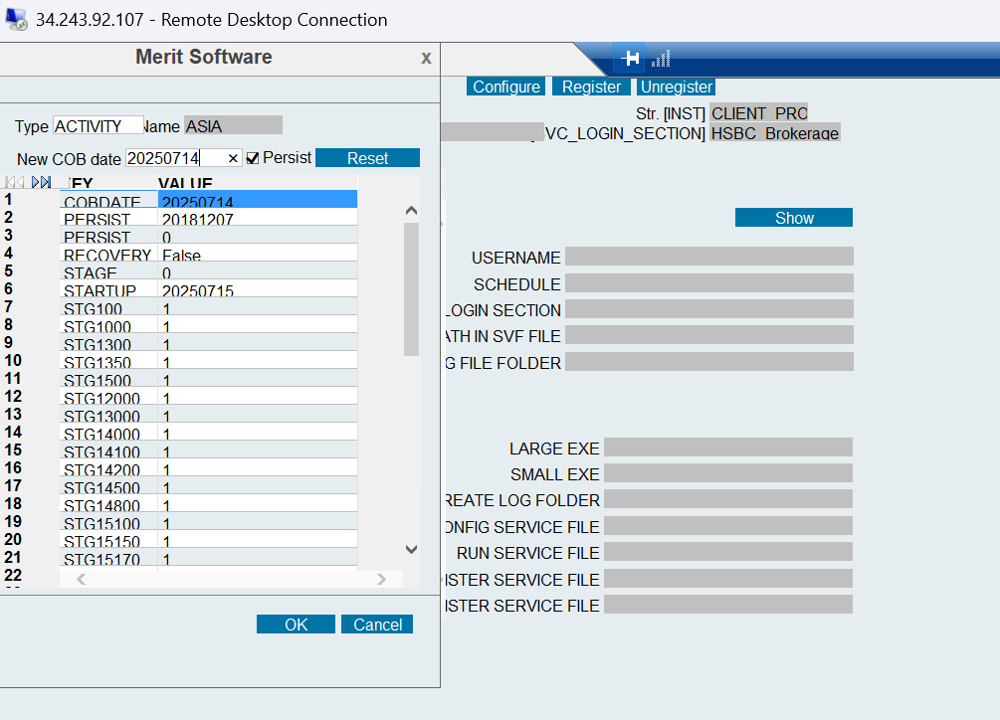 34.243.92.107 - Remote Desktop Connection
Merit Software x
Configure Register Unregister
Str. [INST] CLIENT PRO
Type ACTIVITY Name ASIA
VC_LOGIN_SECTION] HSBC Brokerage
New COB date 20250714 × Persist Reset
EY VALUE
1 COBDATE 20250714
2 PERSIST 20181207
3 PERSIST 0
4 RECOVERY False
5 STAGE 0
6 STARTUP 20250715
7 STG100 1
8 STG1000 1
9 STG1300 1
10 STG1350 1
11 STG1500 1
12 STG12000 1
13 STG13000 1
14 STG14000 1
15 STG14100 1
16 STG14200 1
17 STG14500 1
18 STG14800 1
19 STG15100 1
20 STG15150 1
21 STG15170 1
22
OK Cancel
Show
USERNAME
SCHEDULE
LOGIN SECTION
ATH IN SVF FILE
G FILE FOLDER
LARGE EXE
SMALL EXE
REATE LOG FOLDER
ONFIG SERVICE FILE
RUN SERVICE FILE
ISTER SERVICE FILE
ISTER SERVICE FILE